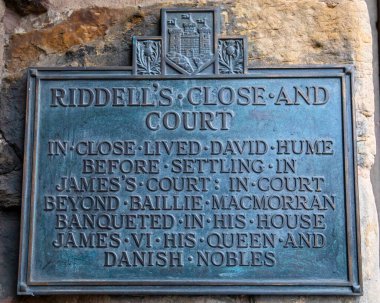 RIDDELL'S·CLOSE·AND
COURT
IN·CLOSE·LIVED·DAVID·HUME
BEFORE·SETTLING·IN
JAMES'S·COURT: IN·COURT
BEYOND·BAILLIE·MACMORRAN
BANQUETED·IN·HIS·HOUSE
JAMES·VI·HIS·QUEEN·AND
DANISH·NOBLES